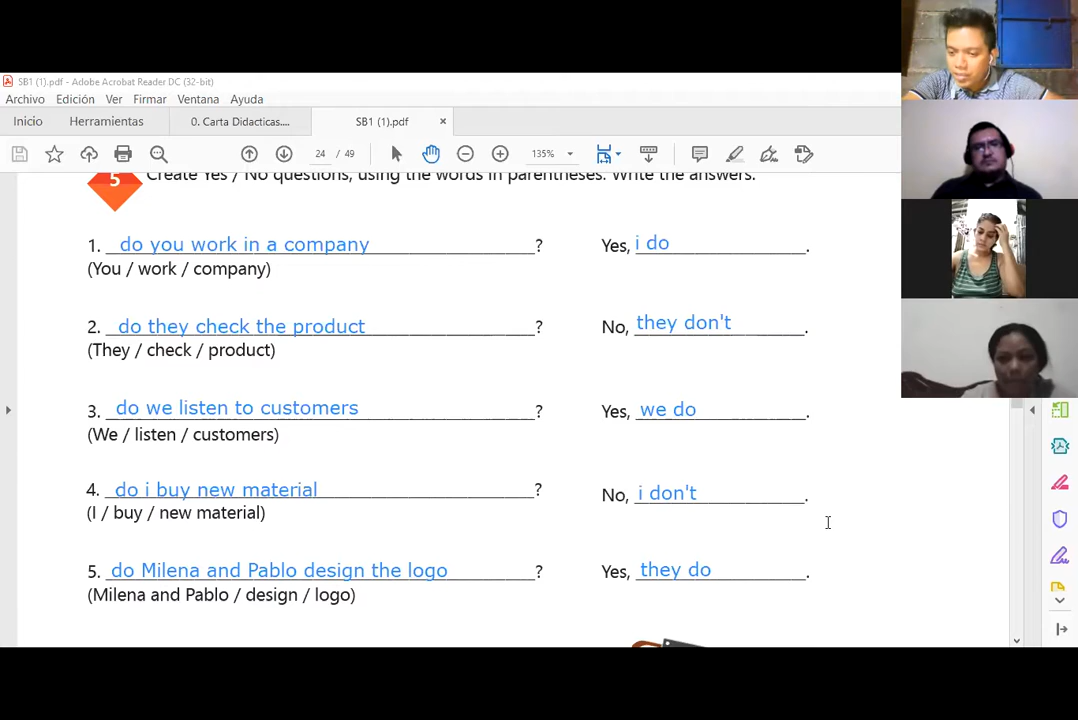 SB1 (1).pdf - Adobe Acrobat Reader DC (32-bit)
Archivo Edición Ver Firmar Ventana Ayuda
Inicio Herramientas 0. Carta Didacticas.... SB1 (1).pdf ×
24 / 49 135%
5 Create Yes / No questions, using the words in parentheses. Write the answers.
1. do you work in a company ? Yes, i do .
(You / work / company)
2. do they check the product ? No, they don't .
(They / check / product)
3. do we listen to customers ? Yes, we do .
(We / listen / customers)
4. do i buy new material ? No, i don't .
(I / buy / new material)
5. do Milena and Pablo design the logo ? Yes, they do .
(Milena and Pablo / design / logo)